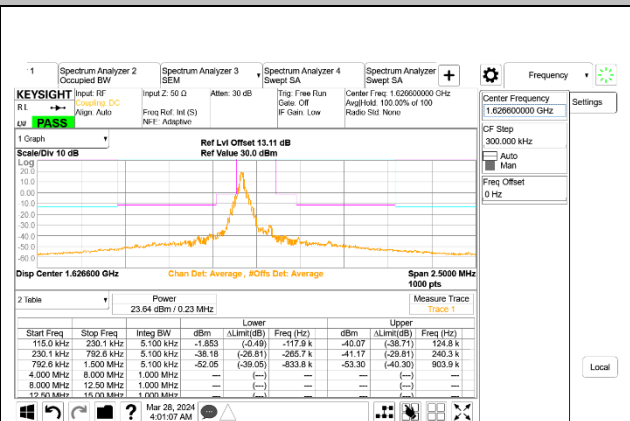 1
Spectrum Analyzer 2
Occupied BW
Spectrum Analyzer 3
SEM
Spectrum Analyzer 4
Swept SA
Spectrum Analyzer
Swept SA
+
Frequency
KEYSIGHT
Input: RF
Coupling: DC
Align: Auto
Input Z: 50 Ω
Freq Ref: Int (S)
NFE: Adaptive
Atten: 30 dB
Trig: Free Run
Gate: Off
IF Gain: Low
Center Freq: 1.626600000 GHz
Avg|Hold: 100.00% of 100
Radio Std: None
R L
PASS
Center Frequency
1.626600000 GHz
Settings
CF Step
300.000 kHz
Auto
Man
Freq Offset
0 Hz
1 Graph
Scale/Div 10 dB
Ref Lvl Offset 13.11 dB
Ref Value 30.0 dBm
Log
20.0
10.0
0.00
-10.0
-20.0
-30.0
-40.0
-50.0
-60.0
Disp Center 1.626600 GHz
Chan Det: Average , #Offs Det: Average
Span 2.5000 MHz
1000 pts
2 Table
Power
23.64 dBm / 0.23 MHz
Measure Trace
Trace 1
Lower Upper
Start Freq Stop Freq Integ BW dBm ΔLimit(dB) Freq (Hz) dBm ΔLimit(dB) Freq (Hz)
115.0 kHz 230.1 kHz 5.100 kHz -1.853 (-0.49) -117.9 k -40.07 (-38.71) 124.8 k
230.1 kHz 792.6 kHz 5.100 kHz -38.18 (-26.81) -265.7 k -41.17 (-29.81) 240.3 k
792.6 kHz 1.500 MHz 5.100 kHz -52.05 (-39.05) -833.8 k -53.30 (-40.30) 903.9 k
4.000 MHz 8.000 MHz 1.000 MHz --- (---) --- --- (---) ---
8.000 MHz 12.50 MHz 1.000 MHz --- (---) --- --- (---) ---
12.50 MHz 15.00 MHz 1.000 MHz --- (---) --- --- (---) ---
Local
?
Mar 28, 2024
4:01:07 AM